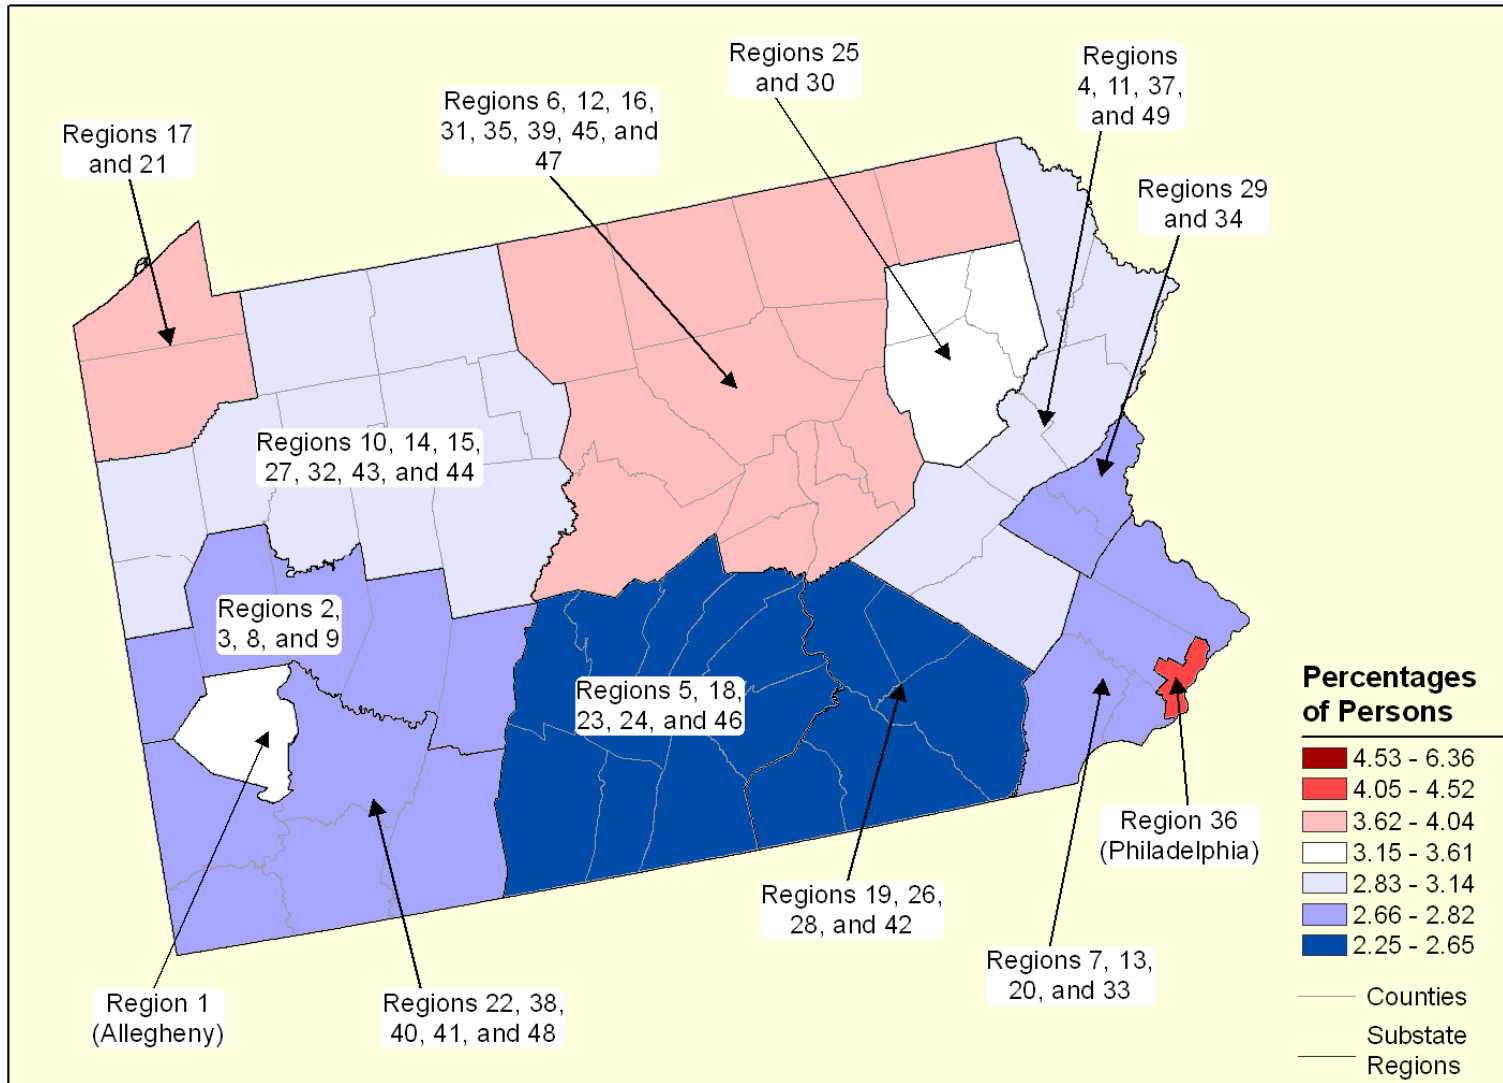 Regions 25
and 30
Regions
4, 11, 37,
and 49
Regions 6, 12, 16,
31, 35, 39, 45, and
47
Regions 17
and 21
Regions 29
and 34
Regions 10, 14, 15,
27, 32, 43, and 44
Regions 2,
3, 8, and 9
Regions 5, 18,
23, 24, and 46
Percentages
of Persons
4.53 - 6.36
4.05 - 4.52
3.62 - 4.04
3.15 - 3.61
2.83 - 3.14
2.66 - 2.82
2.25 - 2.65
Counties
Substate
Regions
Region 36
(Philadelphia)
Regions 19, 26,
28, and 42
Regions 7, 13,
20, and 33
Region 1
(Allegheny)
Regions 22, 38,
40, 41, and 48